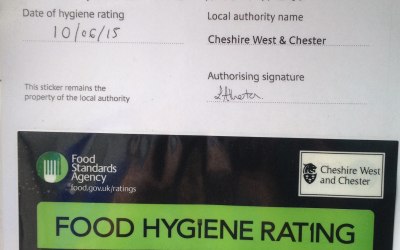 Date of hygiene rating
Local authority name
10/06/15
Cheshire West & Chester
Authorising signature
This sticker remains the
property of the local authority
Food
Standards
Agency
food.gov.uk/ratings
Cheshire West
and Chester
FOOD HYGIENE RATING